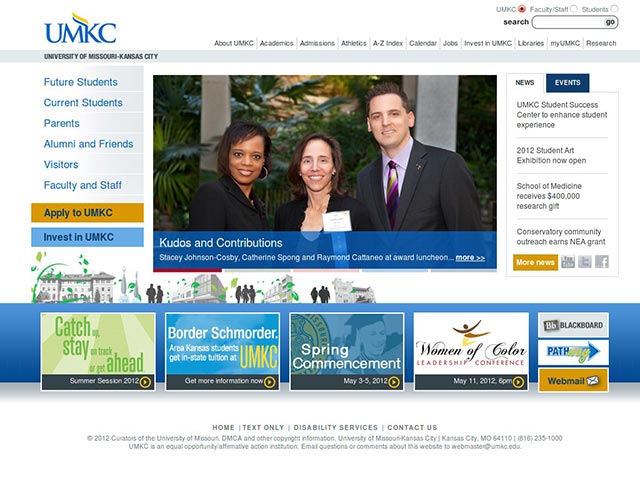 UMKC Faculty/Staff Students
search go
UMKC
About UMKC Academics Admissions Athletics A-Z Index Calendar Jobs Invest in UMKC Libraries myUMKC Research
UNIVERSITY OF MISSOURI-KANSAS CITY
Future Students
Current Students
Parents
Alumni and Friends
Visitors
Faculty and Staff
Apply to UMKC
Invest in UMKC
Kudos and Contributions
Stacey Johnson-Cosby, Catherine Spong and Raymond Cattaneo at award luncheon... more >>
NEWS EVENTS
UMKC Student Success
Center to enhance student
experience
2012 Student Art
Exhibition now open
School of Medicine
receives $400,000
research gift
Conservatory community
outreach earns NEA grant
More news
Catch up,
stay on track
or get ahead
Summer Session 2012
Border Schmorder.
Area Kansas students
get in-state tuition at UMKC
Get more information now
Spring
Commencement
May 3-5, 2012
Women of Color
LEADERSHIP CONFERENCE
May 11, 2012, 6pm
Bb BLACKBOARD
PATHway
Webmail
HOME | TEXT ONLY | DISABILITY SERVICES | CONTACT US
© 2012 Curators of the University of Missouri. DMCA and other copyright information. University of Missouri-Kansas City | Kansas City, MO 64110 | (816) 235-1000
UMKC is an equal opportunity/affirmative action institution. Email questions or comments about this website to webmaster@umkc.edu.